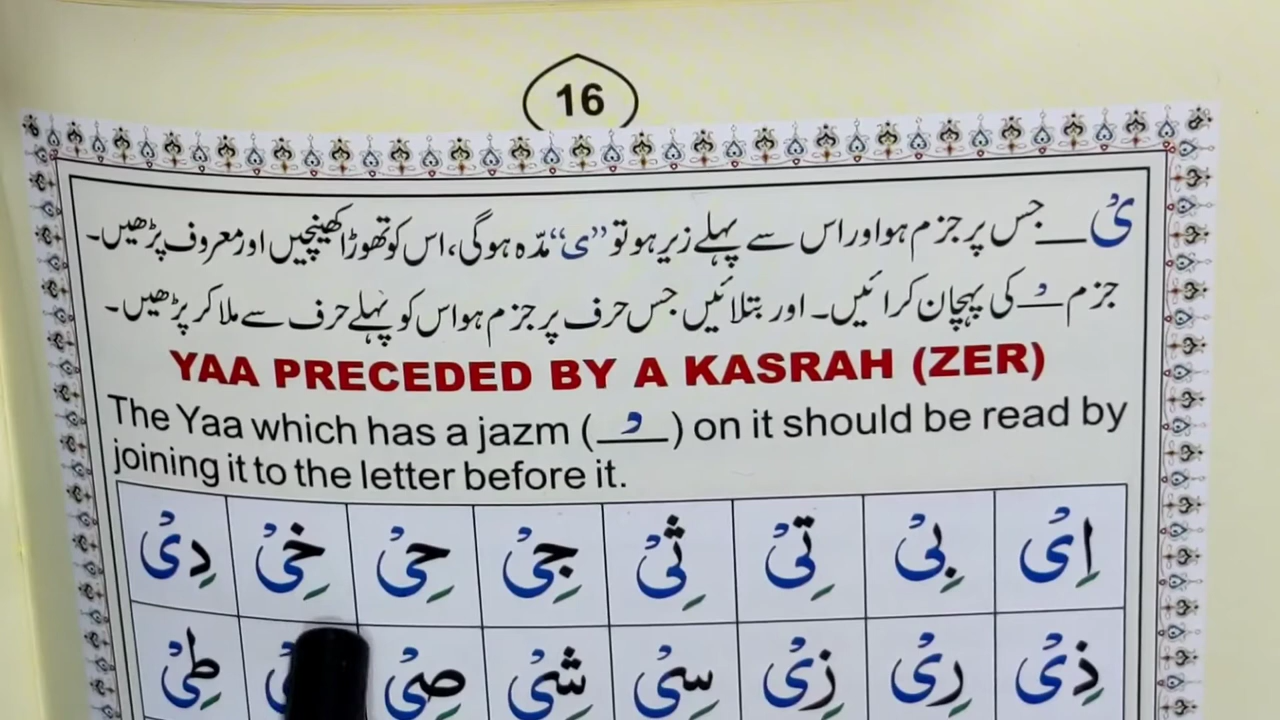 16
یْ ـــ جس پر جزم ہو اور اس سے پہلے زیر ہو تو ”ی“ مدّہ ہوگی، اس کو تھوڑا کھینچیں اور معروف پڑھیں۔
جزم ـْـ کی پہچان کرائیں۔ اور بتلائیں جس حرف پر جزم ہو اس کو پہلے حرف سے ملا کر پڑھیں۔
YAA PRECEDED BY A KASRAH (ZER)
The Yaa which has a jazm (ـْـ) on it should be read by
joining it to the letter before it.
اِیْ بِیْ تِیْ ثِیْ جِیْ حِیْ خِیْ دِیْ
ذِیْ رِیْ زِیْ سِیْ شِیْ صِیْ طِیْ